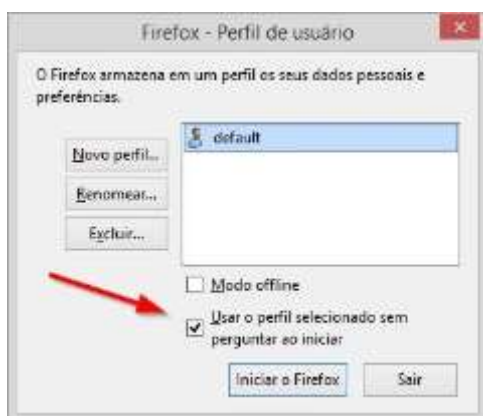 Firefox - Perfil de usuário
O Firefox armazena em um perfil os seus dados pessoais e
preferências.
Novo perfil...
default
Renomear...
Excluir...
Modo offline
Usar o perfil selecionado sem
perguntar ao iniciar
Iniciar o Firefox
Sair